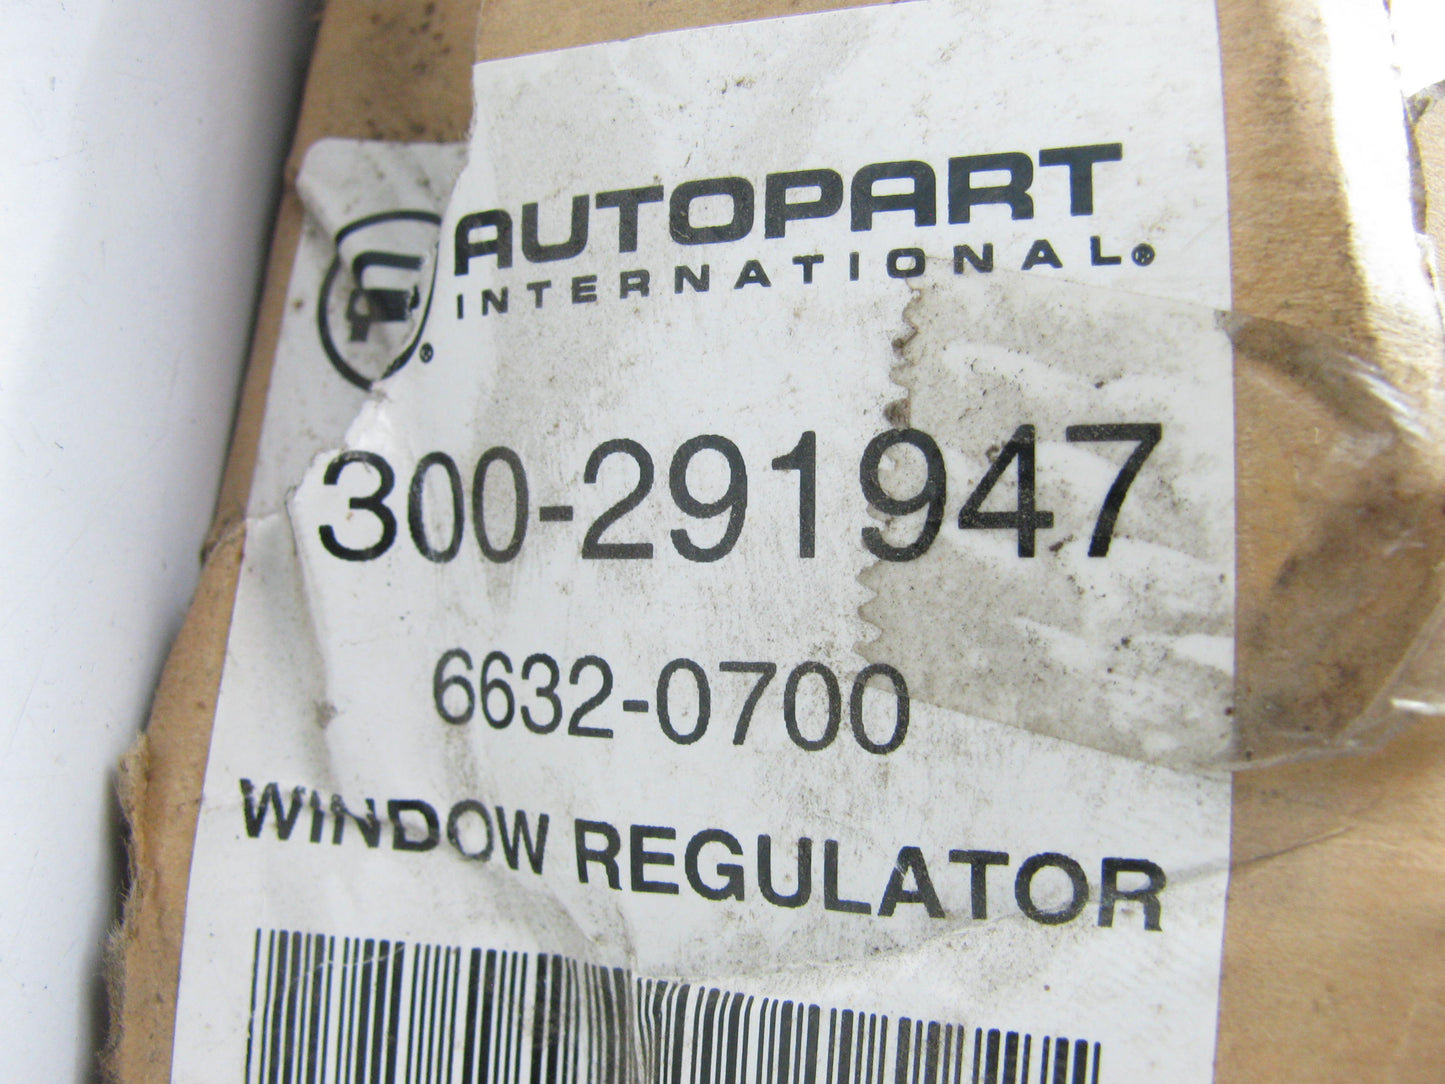 AUTOPART
INTERNATIONAL®
®
300-291947
6632-0700
WINDOW REGULATOR